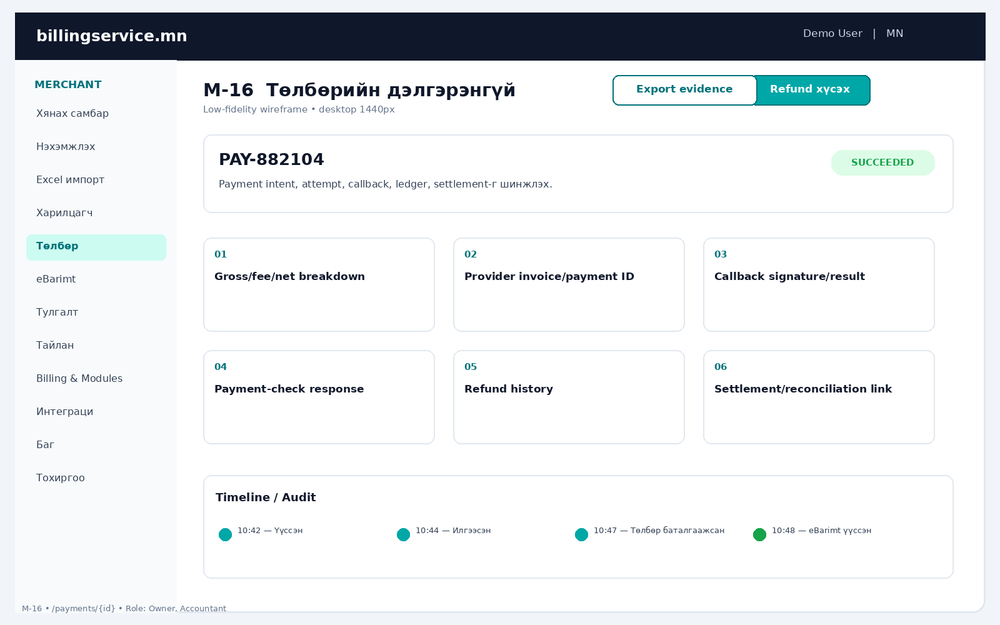 billingservice.mn
Demo User | MN
MERCHANT
Хянах самбар
Нэхэмжлэх
Excel импорт
Харилцагч
Төлбөр
eBarimt
Тулгалт
Тайлан
Billing & Modules
Интеграци
Баг
Тохиргоо
M-16 Төлбөрийн дэлгэрэнгүй
Low-fidelity wireframe • desktop 1440px
Export evidence
Refund хүсэх
PAY-882104
SUCCEEDED
Payment intent, attempt, callback, ledger, settlement-г шинжлэх.
01
Gross/fee/net breakdown
02
Provider invoice/payment ID
03
Callback signature/result
04
Payment-check response
05
Refund history
06
Settlement/reconciliation link
Timeline / Audit
10:42 — Үүссэн
10:44 — Илгээсэн
10:47 — Төлбөр баталгаажсан
10:48 — eBarimt үүссэн
M-16 • /payments/{id} • Role: Owner, Accountant